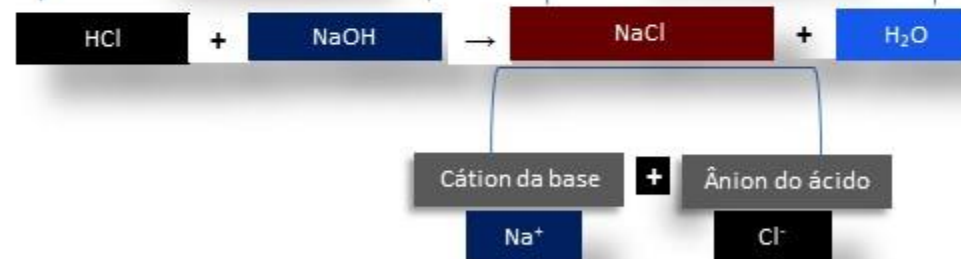 HCl + NaOH → NaCl + H₂O
Cátion da base + Ânion do ácido
Na⁺ Cl⁻